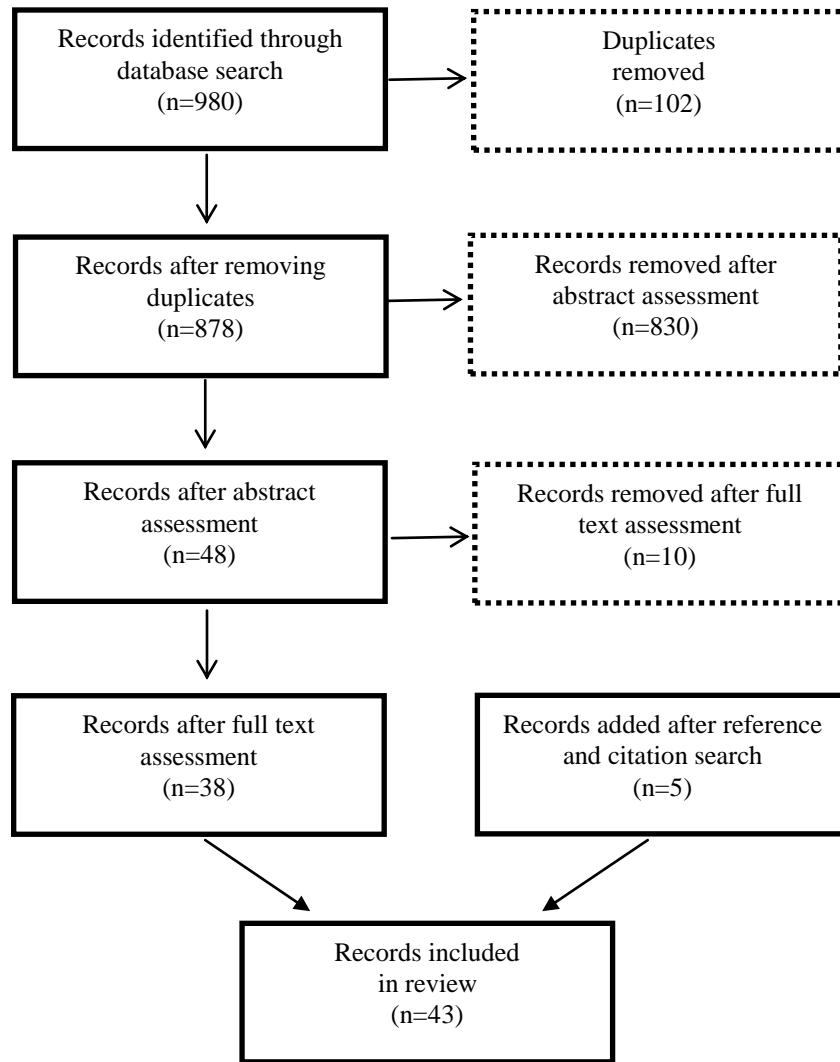 Records identified through
database search
(n=980)
Duplicates
removed
(n=102)
Records after removing
duplicates
(n=878)
Records removed after
abstract assessment
(n=830)
Records after abstract
assessment
(n=48)
Records removed after full
text assessment
(n=10)
Records after full text
assessment
(n=38)
Records added after reference
and citation search
(n=5)
Records included
in review
(n=43)